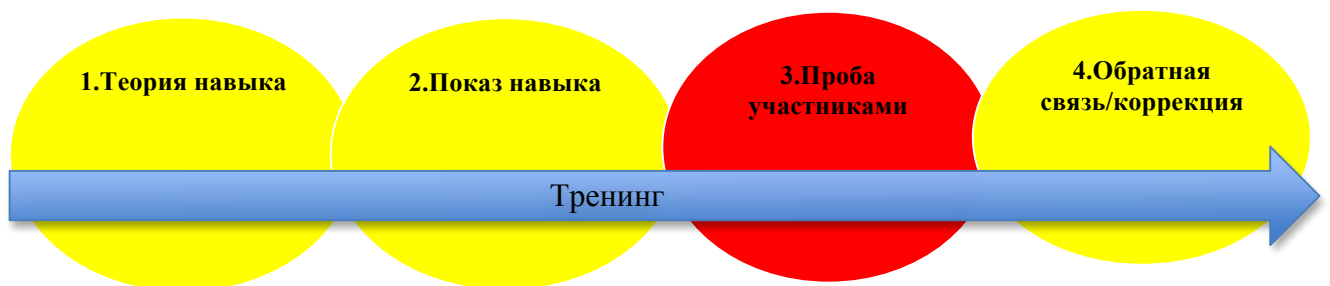 1.Теория навыка
2.Показ навыка
3.Проба
участниками
4.Обратная
связь/коррекция
Тренинг